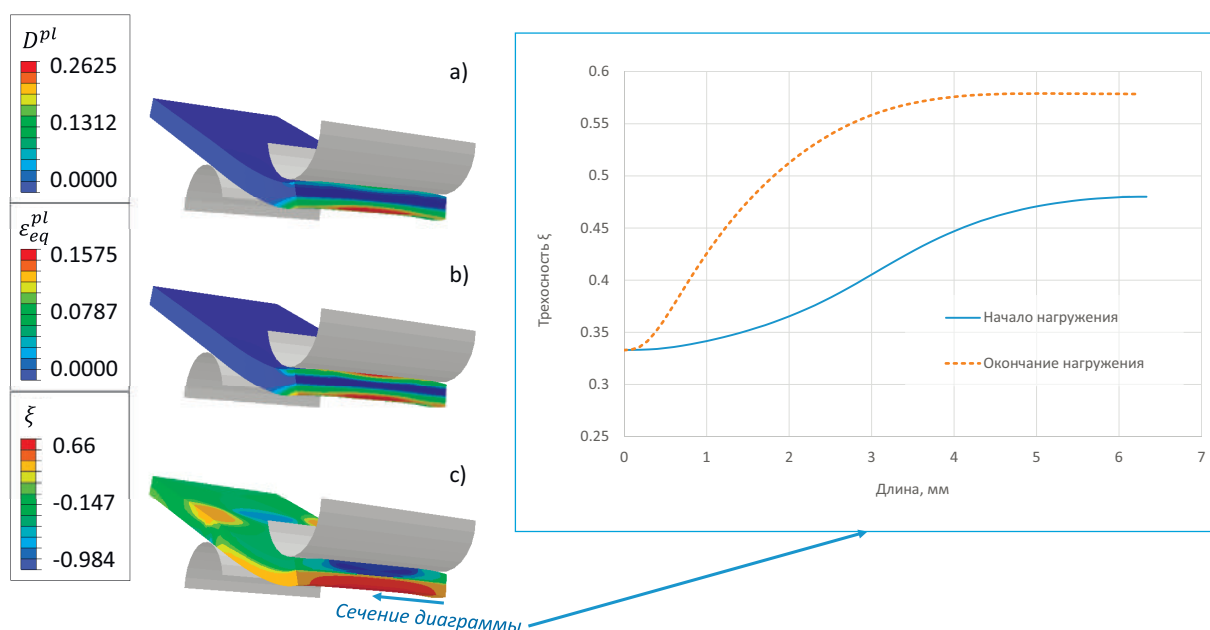 D^pl
0.2625
0.1312
0.0000
ε_eq^pl
0.1575
0.0787
0.0000
ξ
0.66
-0.147
-0.984
a)
b)
c)
Сечение диаграммы
0.6
0.55
0.5
0.45
0.4
0.35
0.3
0.25
Трехосность ξ
0 1 2 3 4 5 6 7
Длина, мм
Начало нагружения
Окончание нагружения